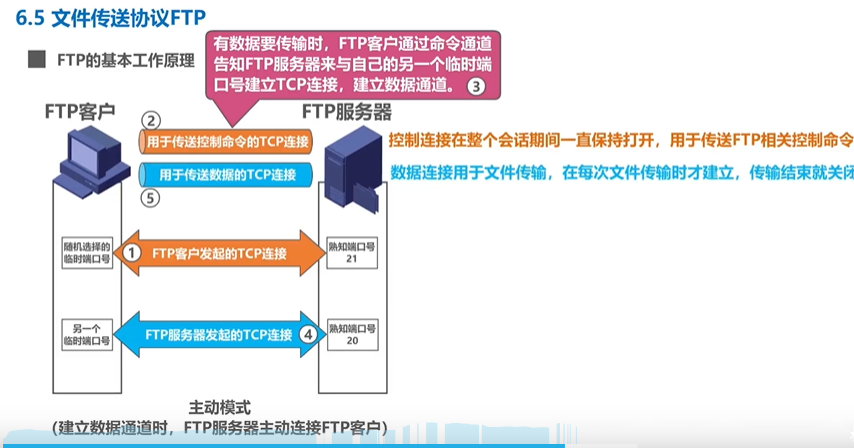 6.5 文件传送协议FTP
FTP的基本工作原理
有数据要传输时，FTP客户通过命令通道
告知FTP服务器来与自己的另一个临时端
口号建立TCP连接，建立数据通道。 ③
FTP客户
FTP服务器
②
用于传送控制命令的TCP连接
控制连接在整个会话期间一直保持打开，用于传送FTP相关控制命令
用于传送数据的TCP连接
数据连接用于文件传输，在每次文件传输时才建立，传输结束就关闭
⑤
随机选择的
临时端口号
① FTP客户发起的TCP连接
熟知端口号
21
另一个
临时端口号
FTP服务器发起的TCP连接 ④
熟知端口号
20
主动模式
（建立数据通道时，FTP服务器主动连接FTP客户）